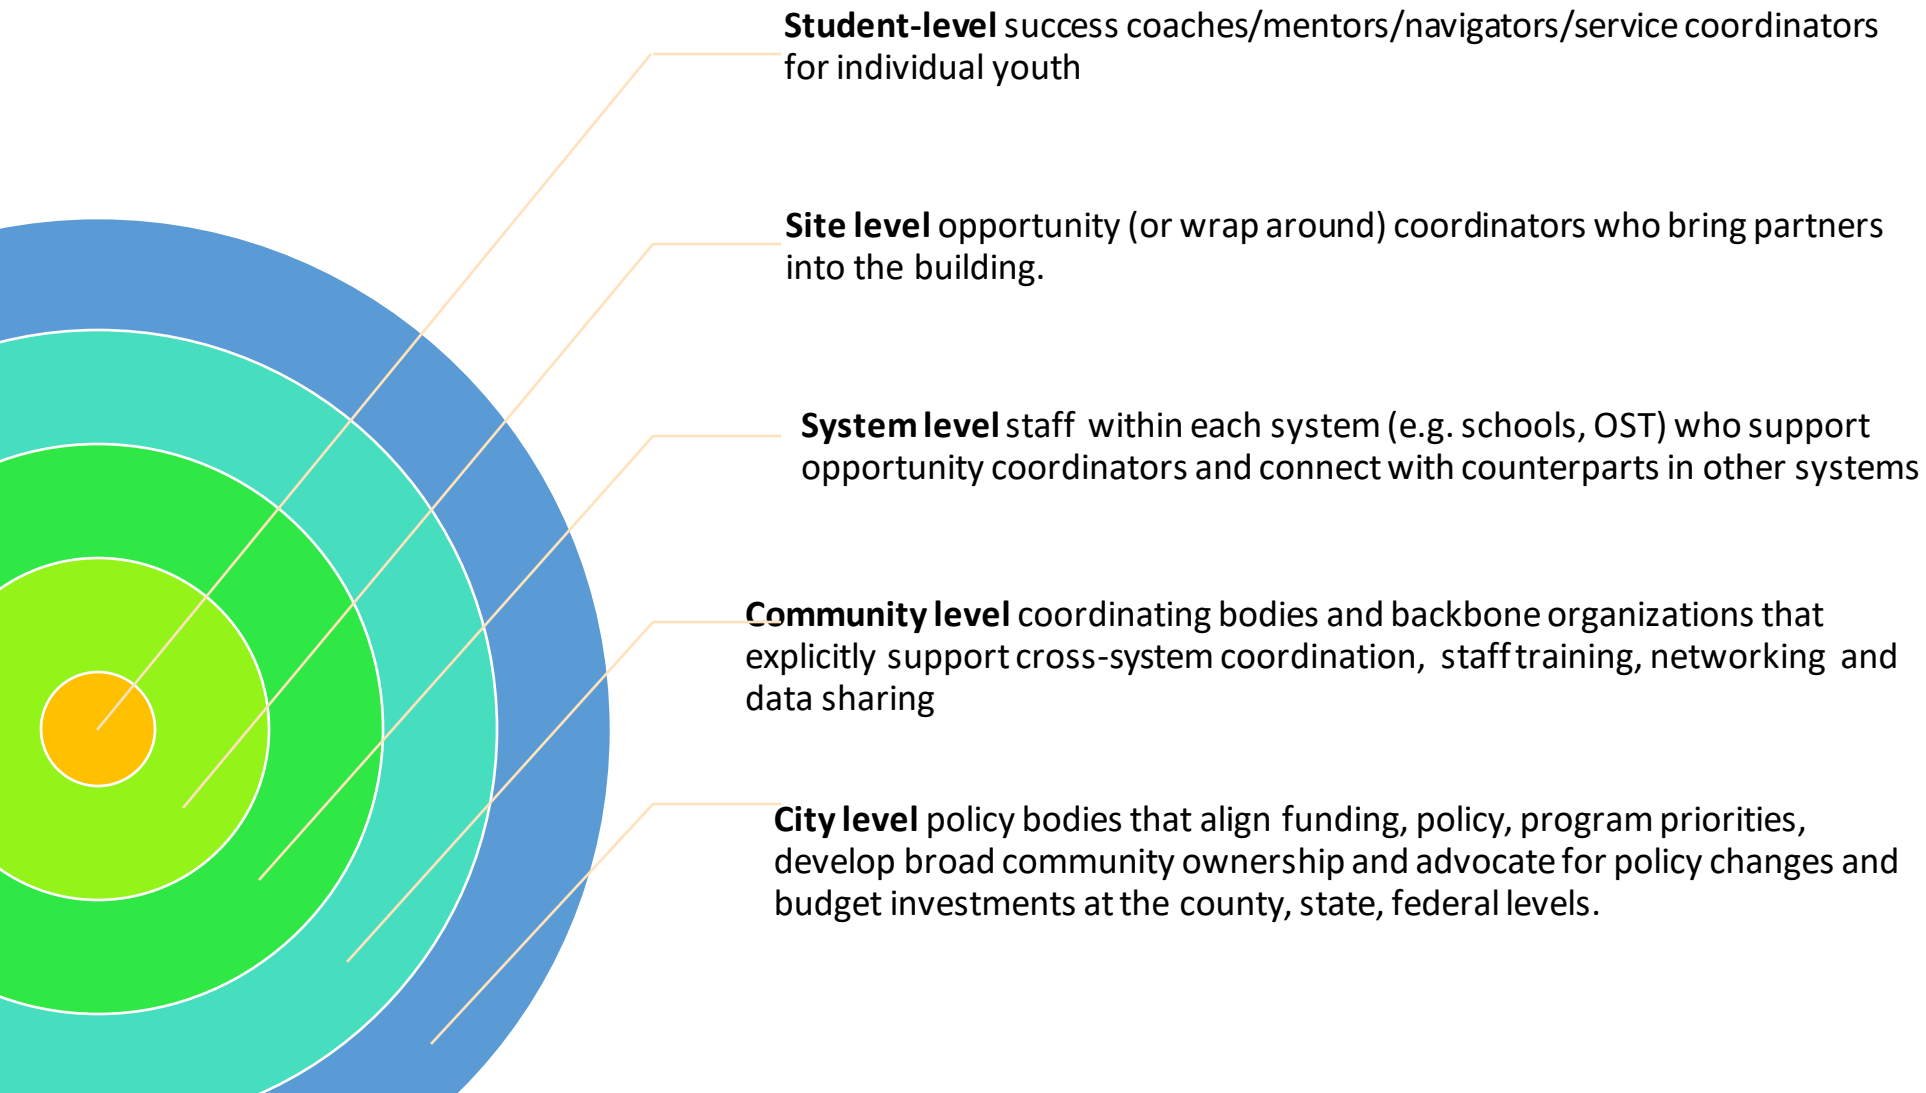 Student-level success coaches/mentors/navigators/service coordinators
for individual youth
Site level opportunity (or wrap around) coordinators who bring partners
into the building.
System level staff within each system (e.g. schools, OST) who support
opportunity coordinators and connect with counterparts in other systems
Community level coordinating bodies and backbone organizations that
explicitly support cross-system coordination, staff training, networking and
data sharing
City level policy bodies that align funding, policy, program priorities,
develop broad community ownership and advocate for policy changes and
budget investments at the county, state, federal levels.